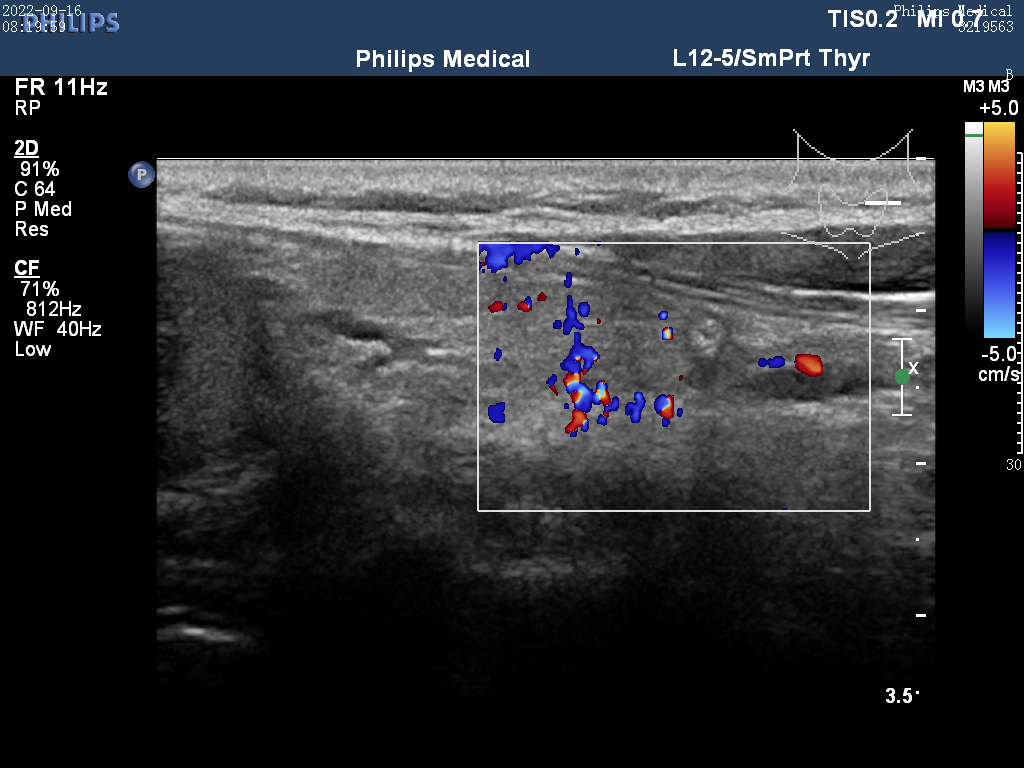 2022-09-16
08:19:59
PHILIPS
TIS0.2 MI 0.7
Philips Medical
3219563
Philips Medical
L12-5/SmPrt Thyr
B
FR 11Hz
RP
M3 M3
+5.0
2D
91%
C 64
P Med
Res
P
CF
71%
812Hz
WF 40Hz
Low
-5.0
cm/s
x
30
3.5